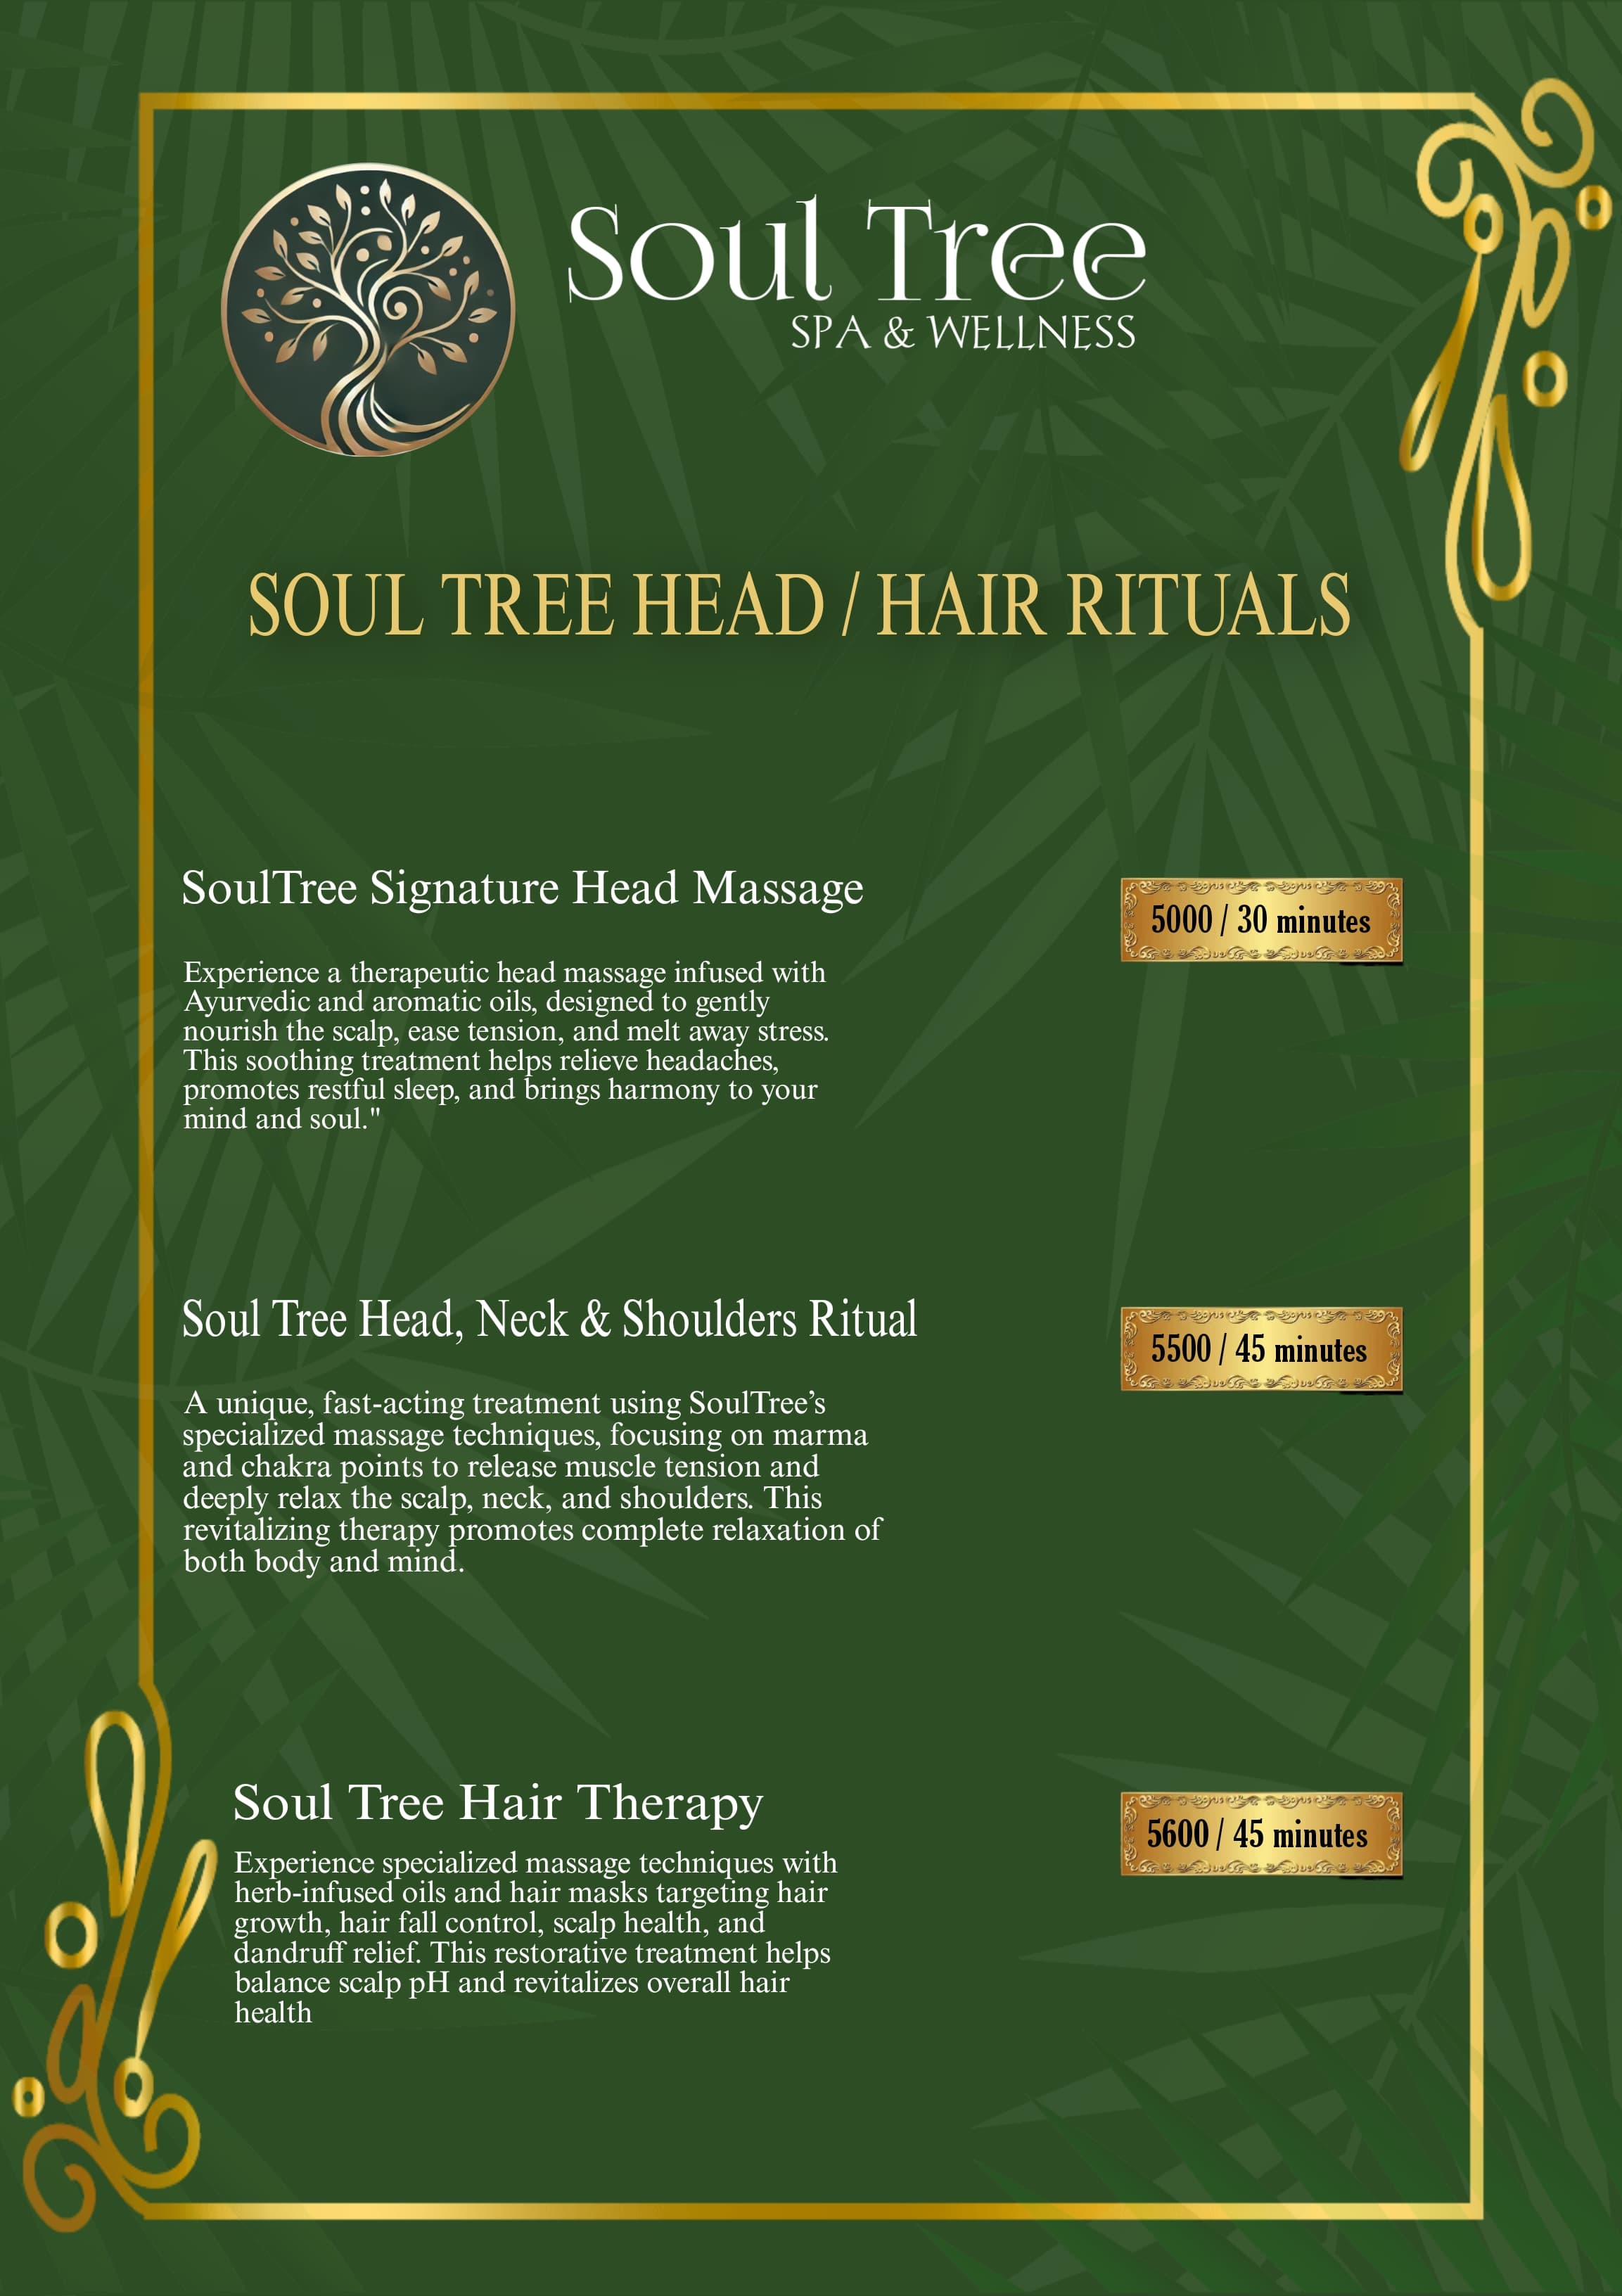 Soul Tree
SPA & WELLNESS
SOUL TREE HEAD / HAIR RITUALS
SoulTree Signature Head Massage
5000 / 30 minutes
Experience a therapeutic head massage infused with
Ayurvedic and aromatic oils, designed to gently
nourish the scalp, ease tension, and melt away stress.
This soothing treatment helps relieve headaches,
promotes restful sleep, and brings harmony to your
mind and soul."
Soul Tree Head, Neck & Shoulders Ritual
5500 / 45 minutes
A unique, fast-acting treatment using SoulTree’s
specialized massage techniques, focusing on marma
and chakra points to release muscle tension and
deeply relax the scalp, neck, and shoulders. This
revitalizing therapy promotes complete relaxation of
both body and mind.
Soul Tree Hair Therapy
5600 / 45 minutes
Experience specialized massage techniques with
herb-infused oils and hair masks targeting hair
growth, hair fall control, scalp health, and
dandruff relief. This restorative treatment helps
balance scalp pH and revitalizes overall hair
health